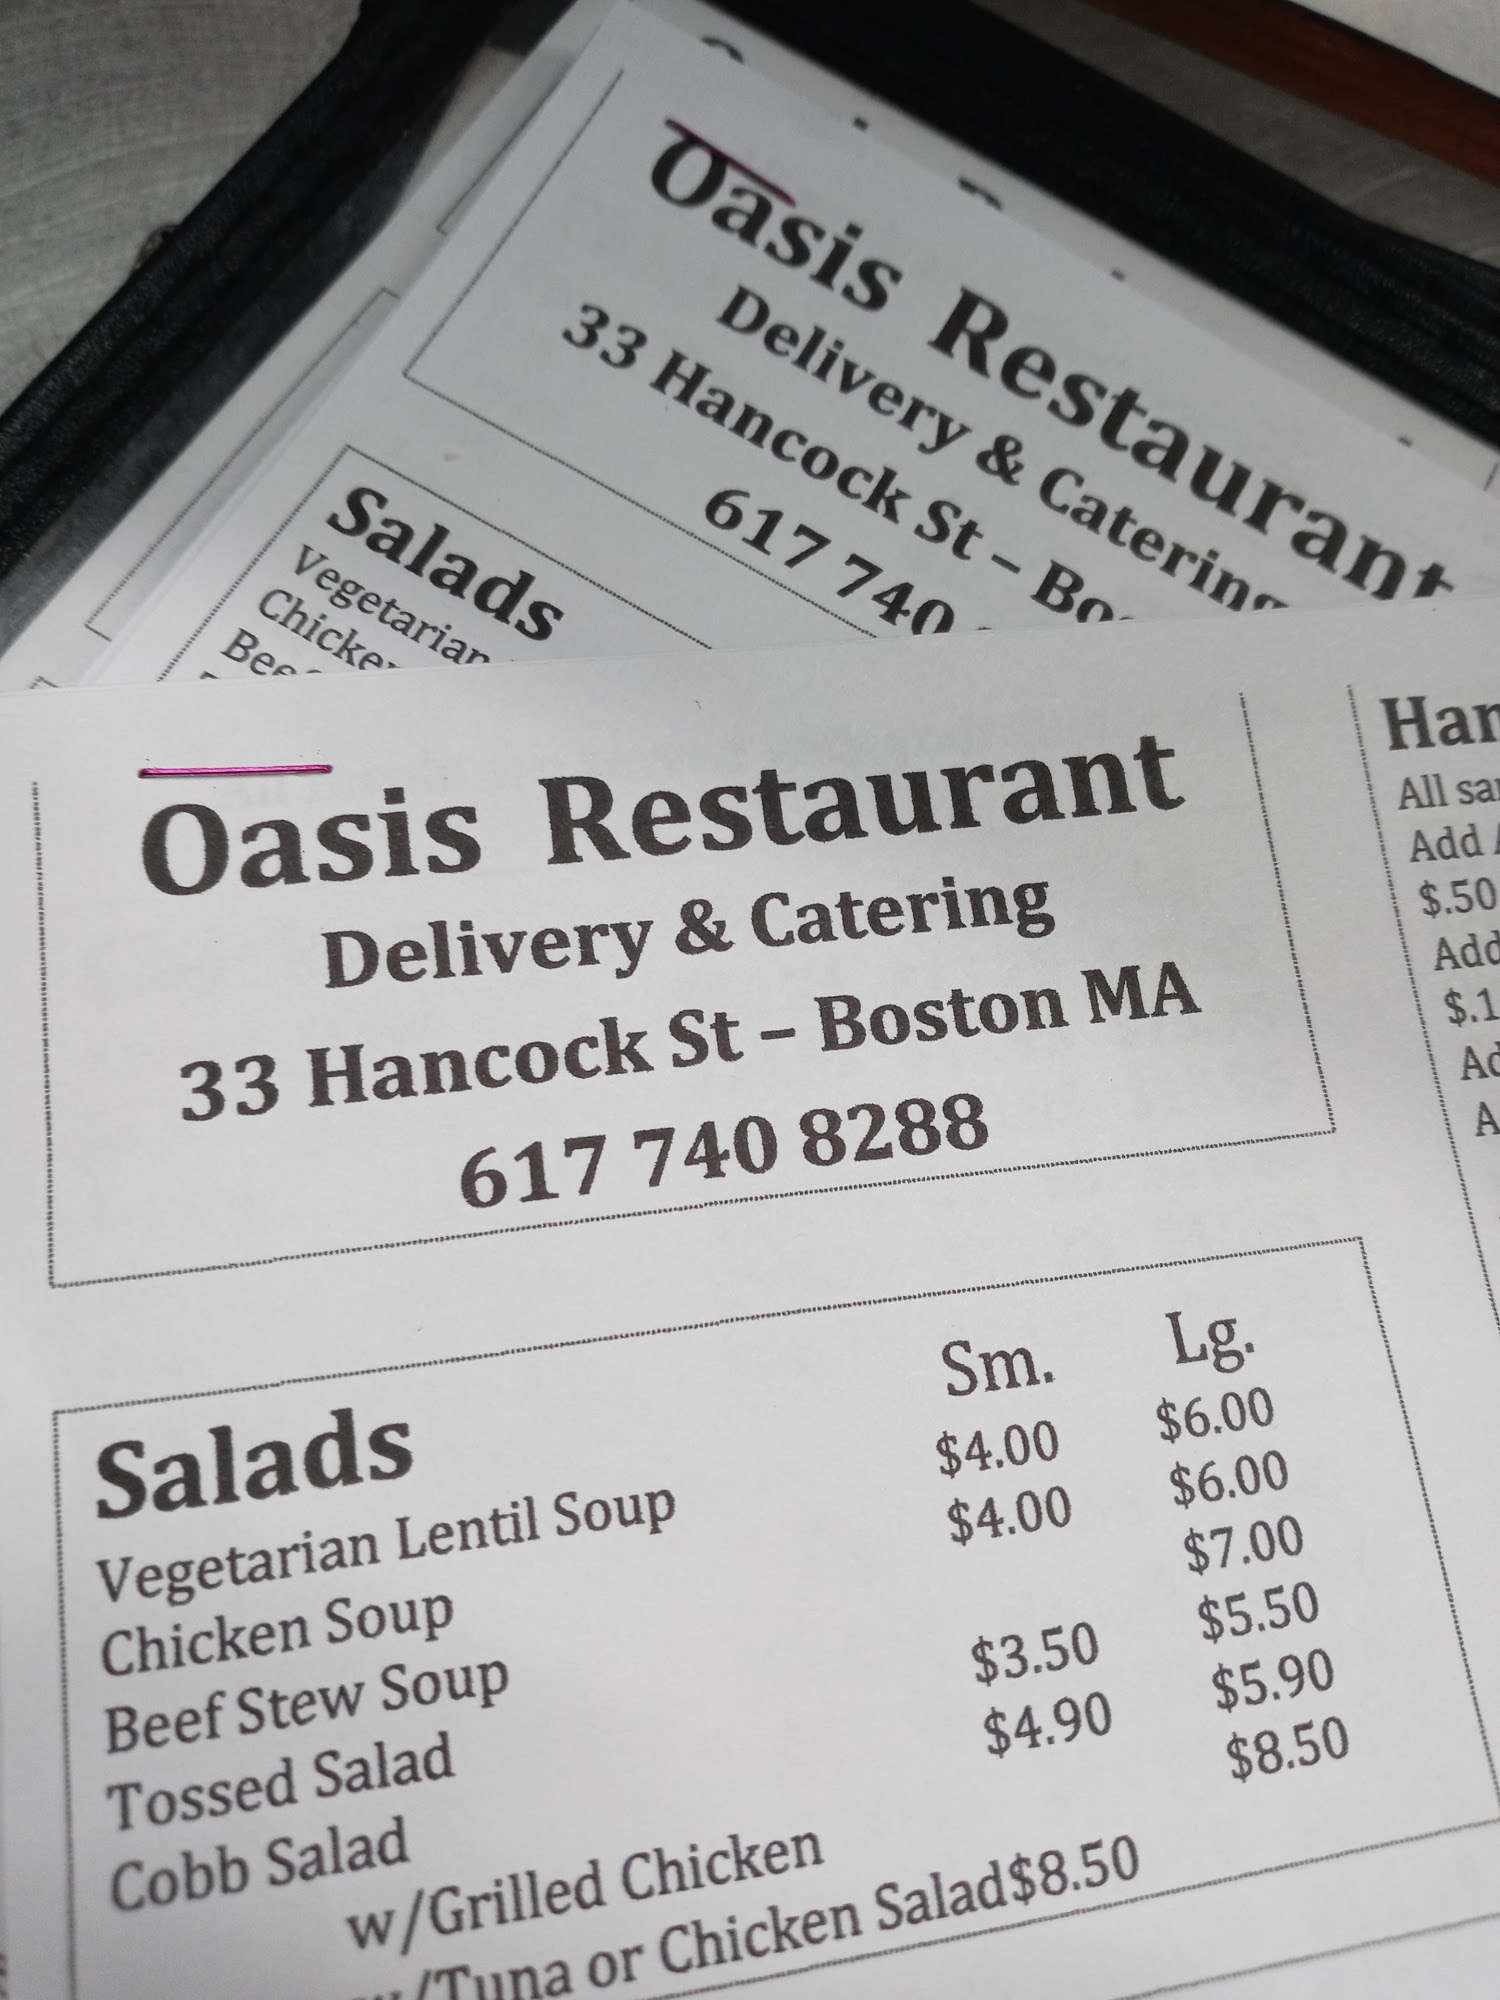 Oasis Restaurant
Delivery & Catering
33 Hancock St – Bo
617 740
Salads
Vegetarian
Chicke
Bee
Oasis Restaurant
Delivery & Catering
33 Hancock St – Boston MA
617 740 8288
Salads Sm. Lg.
Vegetarian Lentil Soup $4.00 $6.00
Chicken Soup $4.00 $6.00
Beef Stew Soup $7.00
Tossed Salad $3.50 $5.50
Cobb Salad $4.90 $5.90
w/Grilled Chicken $8.50
w/Tuna or Chicken Salad$8.50
Han
All sa
Add
$.50
Add
$.1
Ad
A